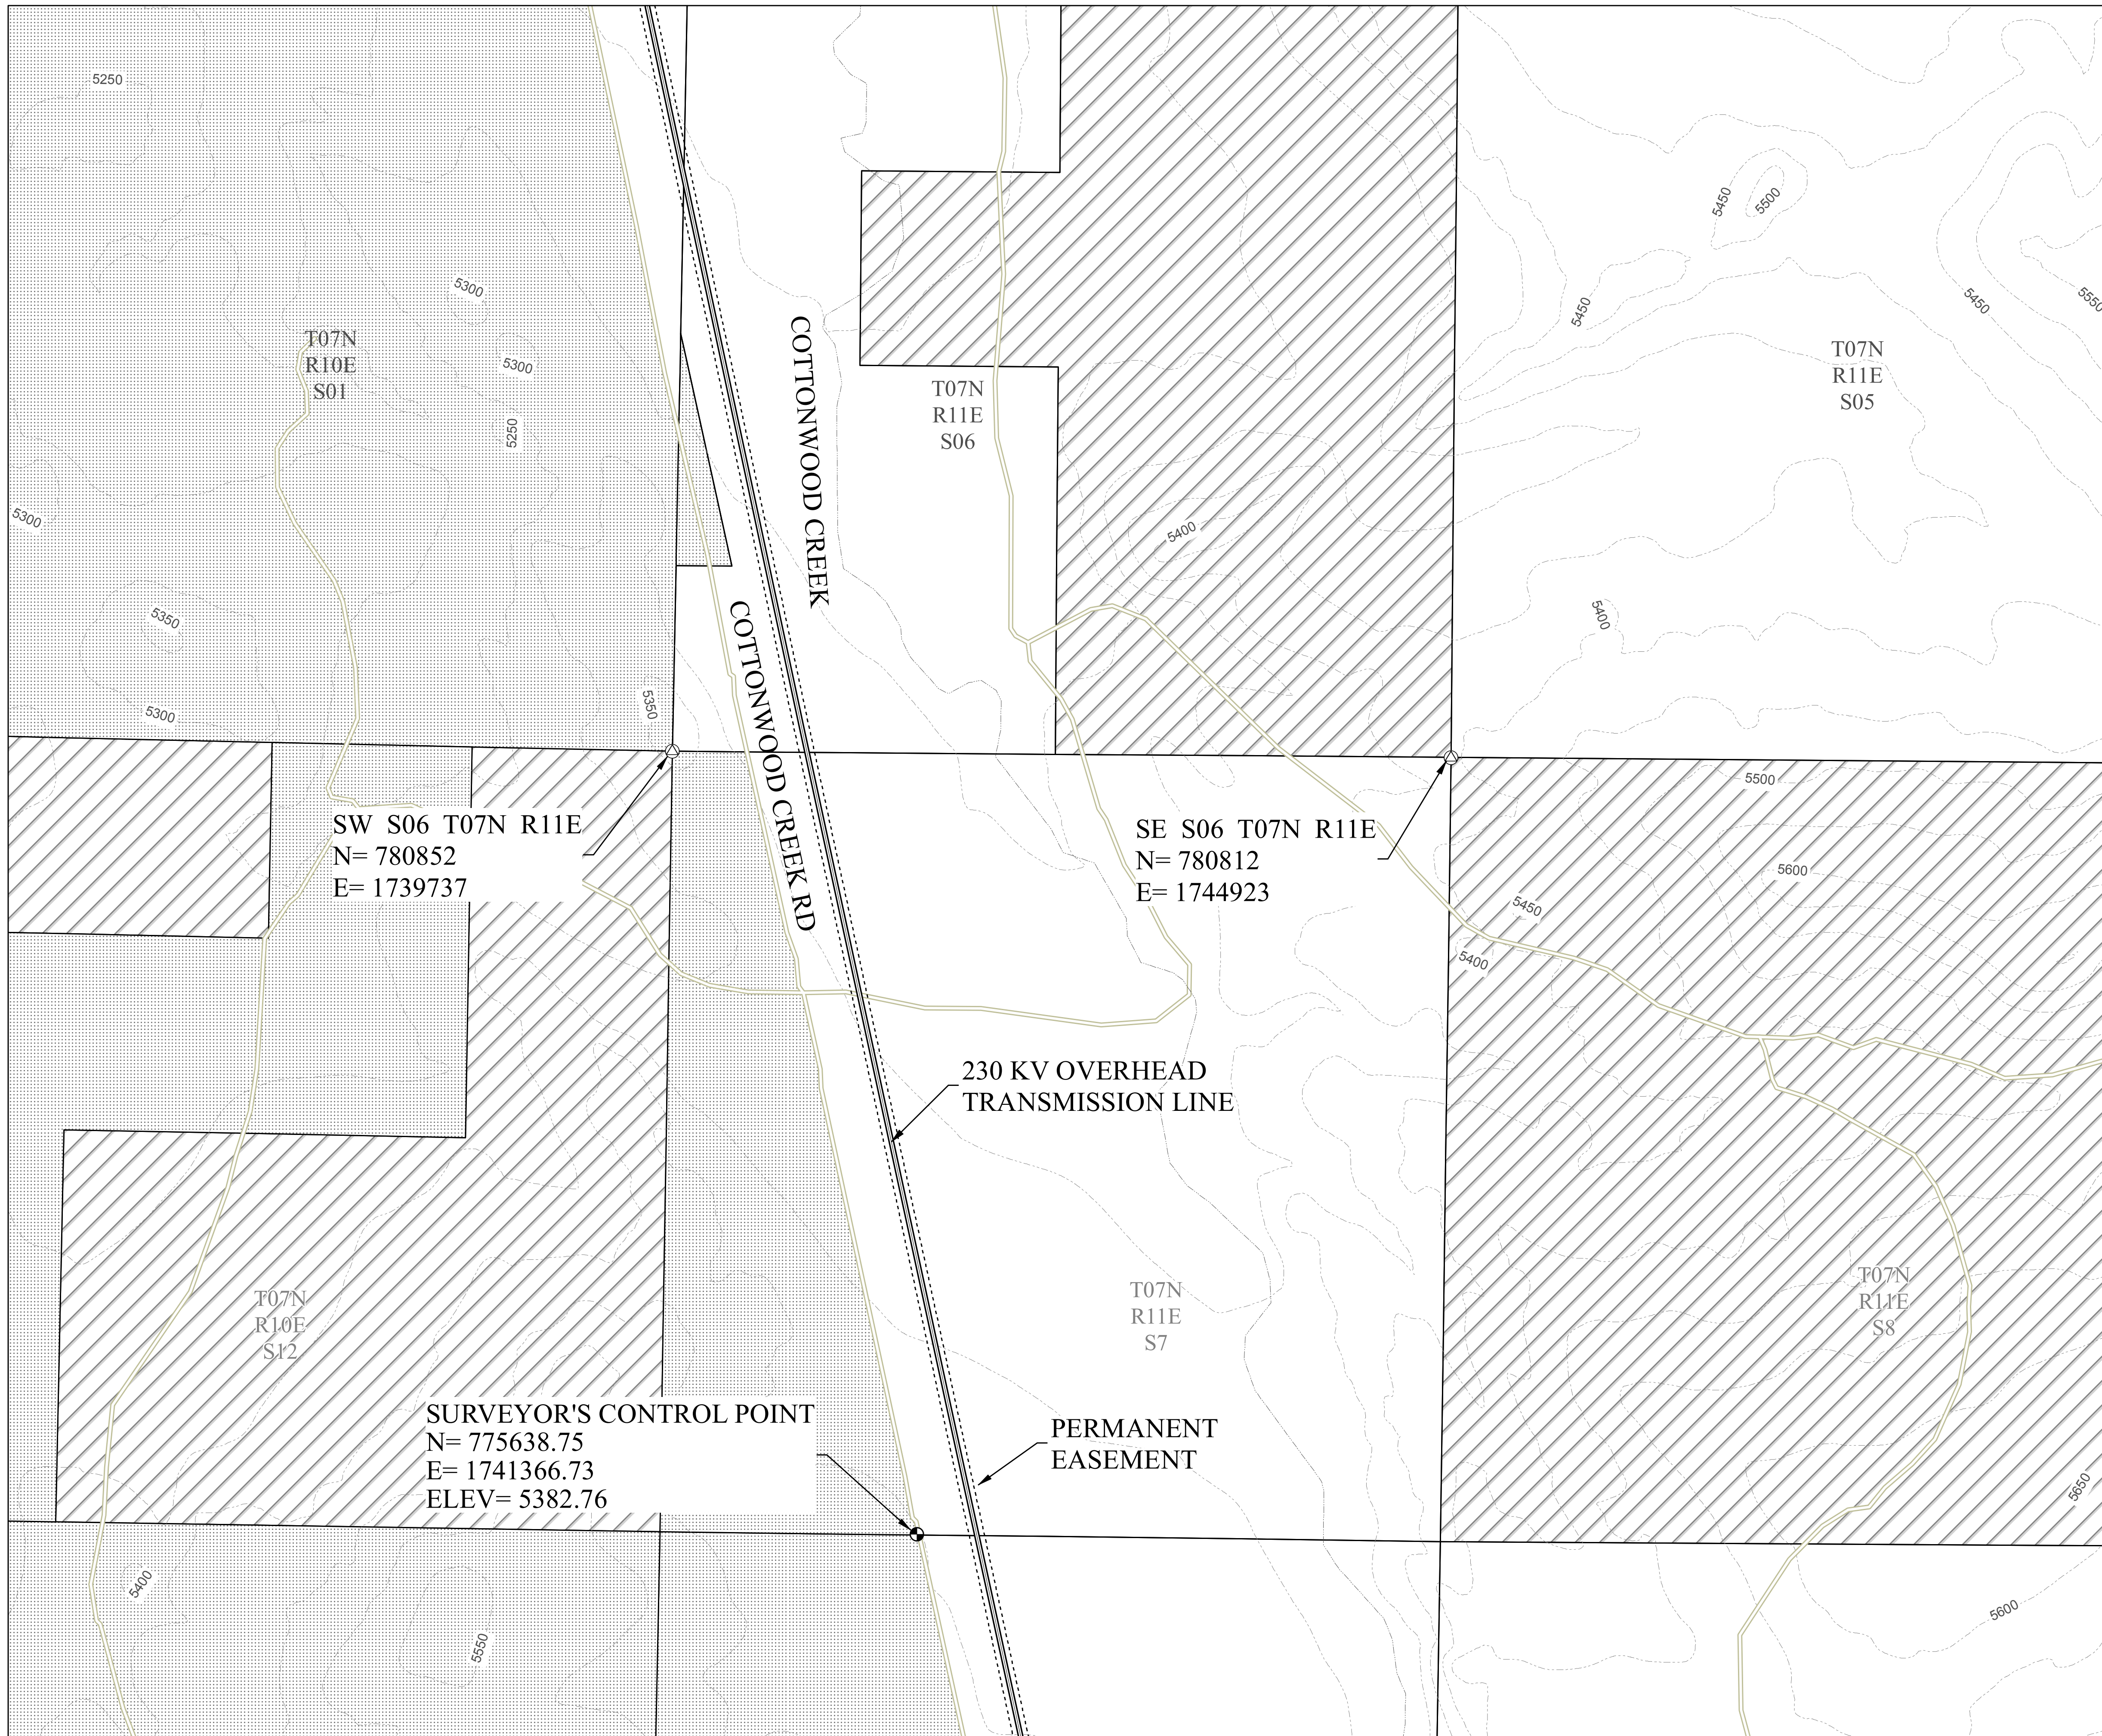 5250
5450
5500
5300
5450
5550
5450
T07N
R10E
S01
5300
T07N
R11E
S06
T07N
R11E
S05
5250
COTTONWOOD CREEK
5300
5400
5350
5400
COTTONWOOD CREEK RD
5350
5300
5500
SW S06 T07N R11E
N= 780852
E= 1739737
SE S06 T07N R11E
N= 780812
E= 1744923
5600
5450
5400
230 KV OVERHEAD
TRANSMISSION LINE
T07N
R10E
S12
T07N
R11E
S7
T07N
R11E
S8
SURVEYOR'S CONTROL POINT
N= 775638.75
E= 1741366.73
ELEV= 5382.76
PERMANENT
EASEMENT
5650
5400
5550
5600